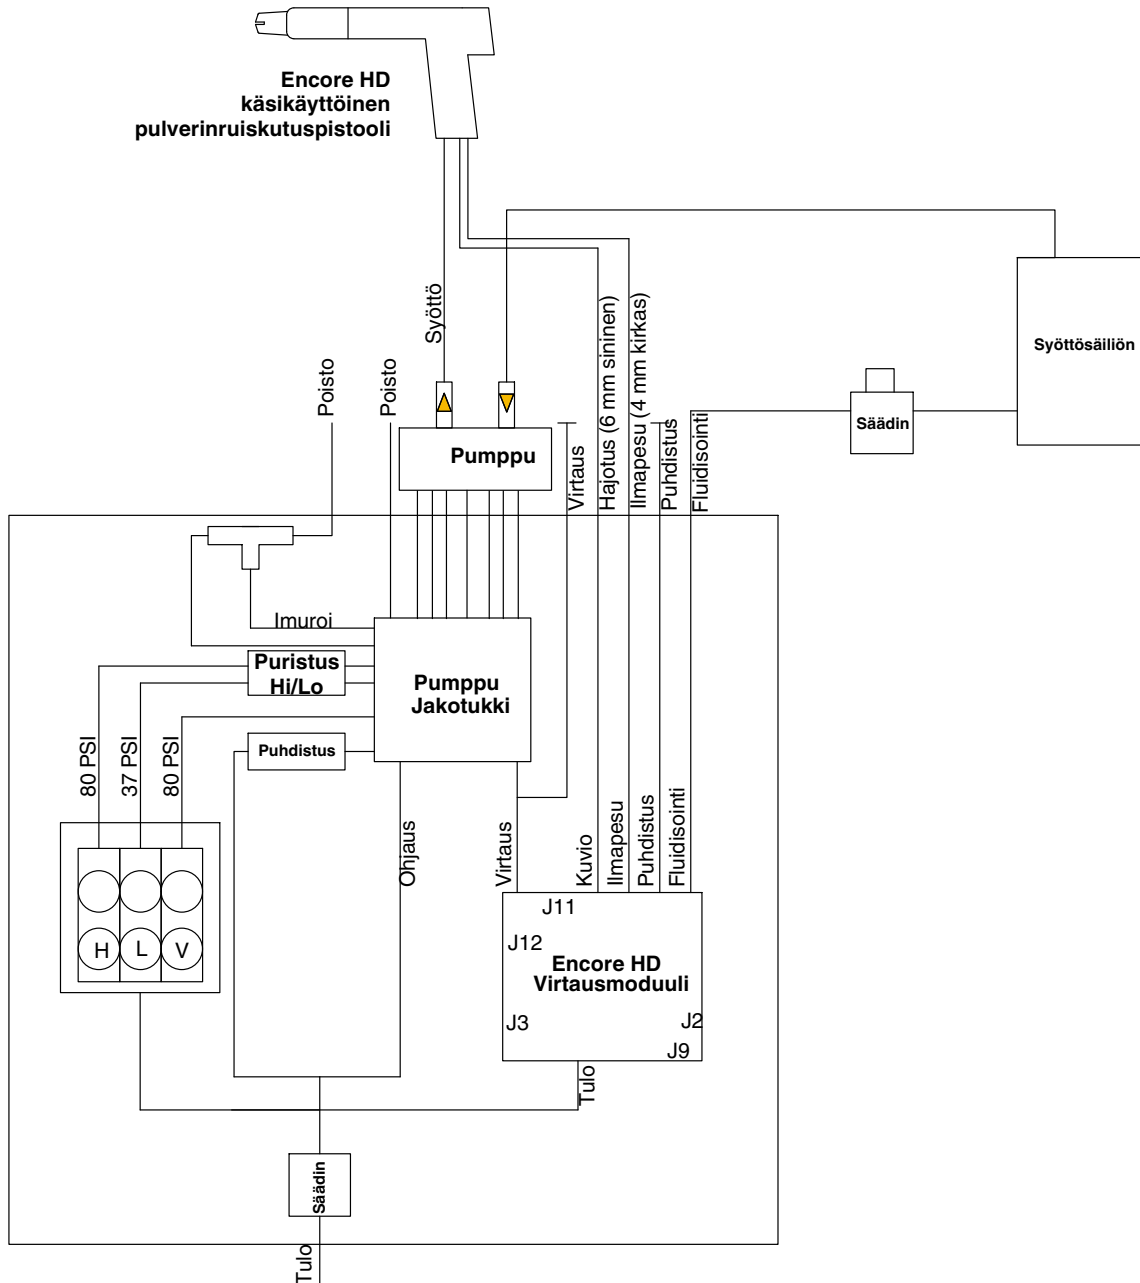 Encore HD
käsikäyttöinen
pulverinruiskutuspistooli
Syöttö
Poisto
Poisto
Virtaus
Hajotus (6 mm sininen)
Ilmapesu (4 mm kirkas)
Puhdistus
Fluidisointi
Säädin
Syöttösäiliön
Pumppu
Imuroi
Puristus
Hi/Lo
Pumppu
Jakotukki
Puhdistus
80 PSI
37 PSI
80 PSI
Ohjaus
Virtaus
Kuvio
Ilmapesu
Puhdistus
Fluidisointi
H
L
V
J11
J12
Encore HD
Virtausmoduuli
J3
J2
J9
Tulo
Säädin
Tulo